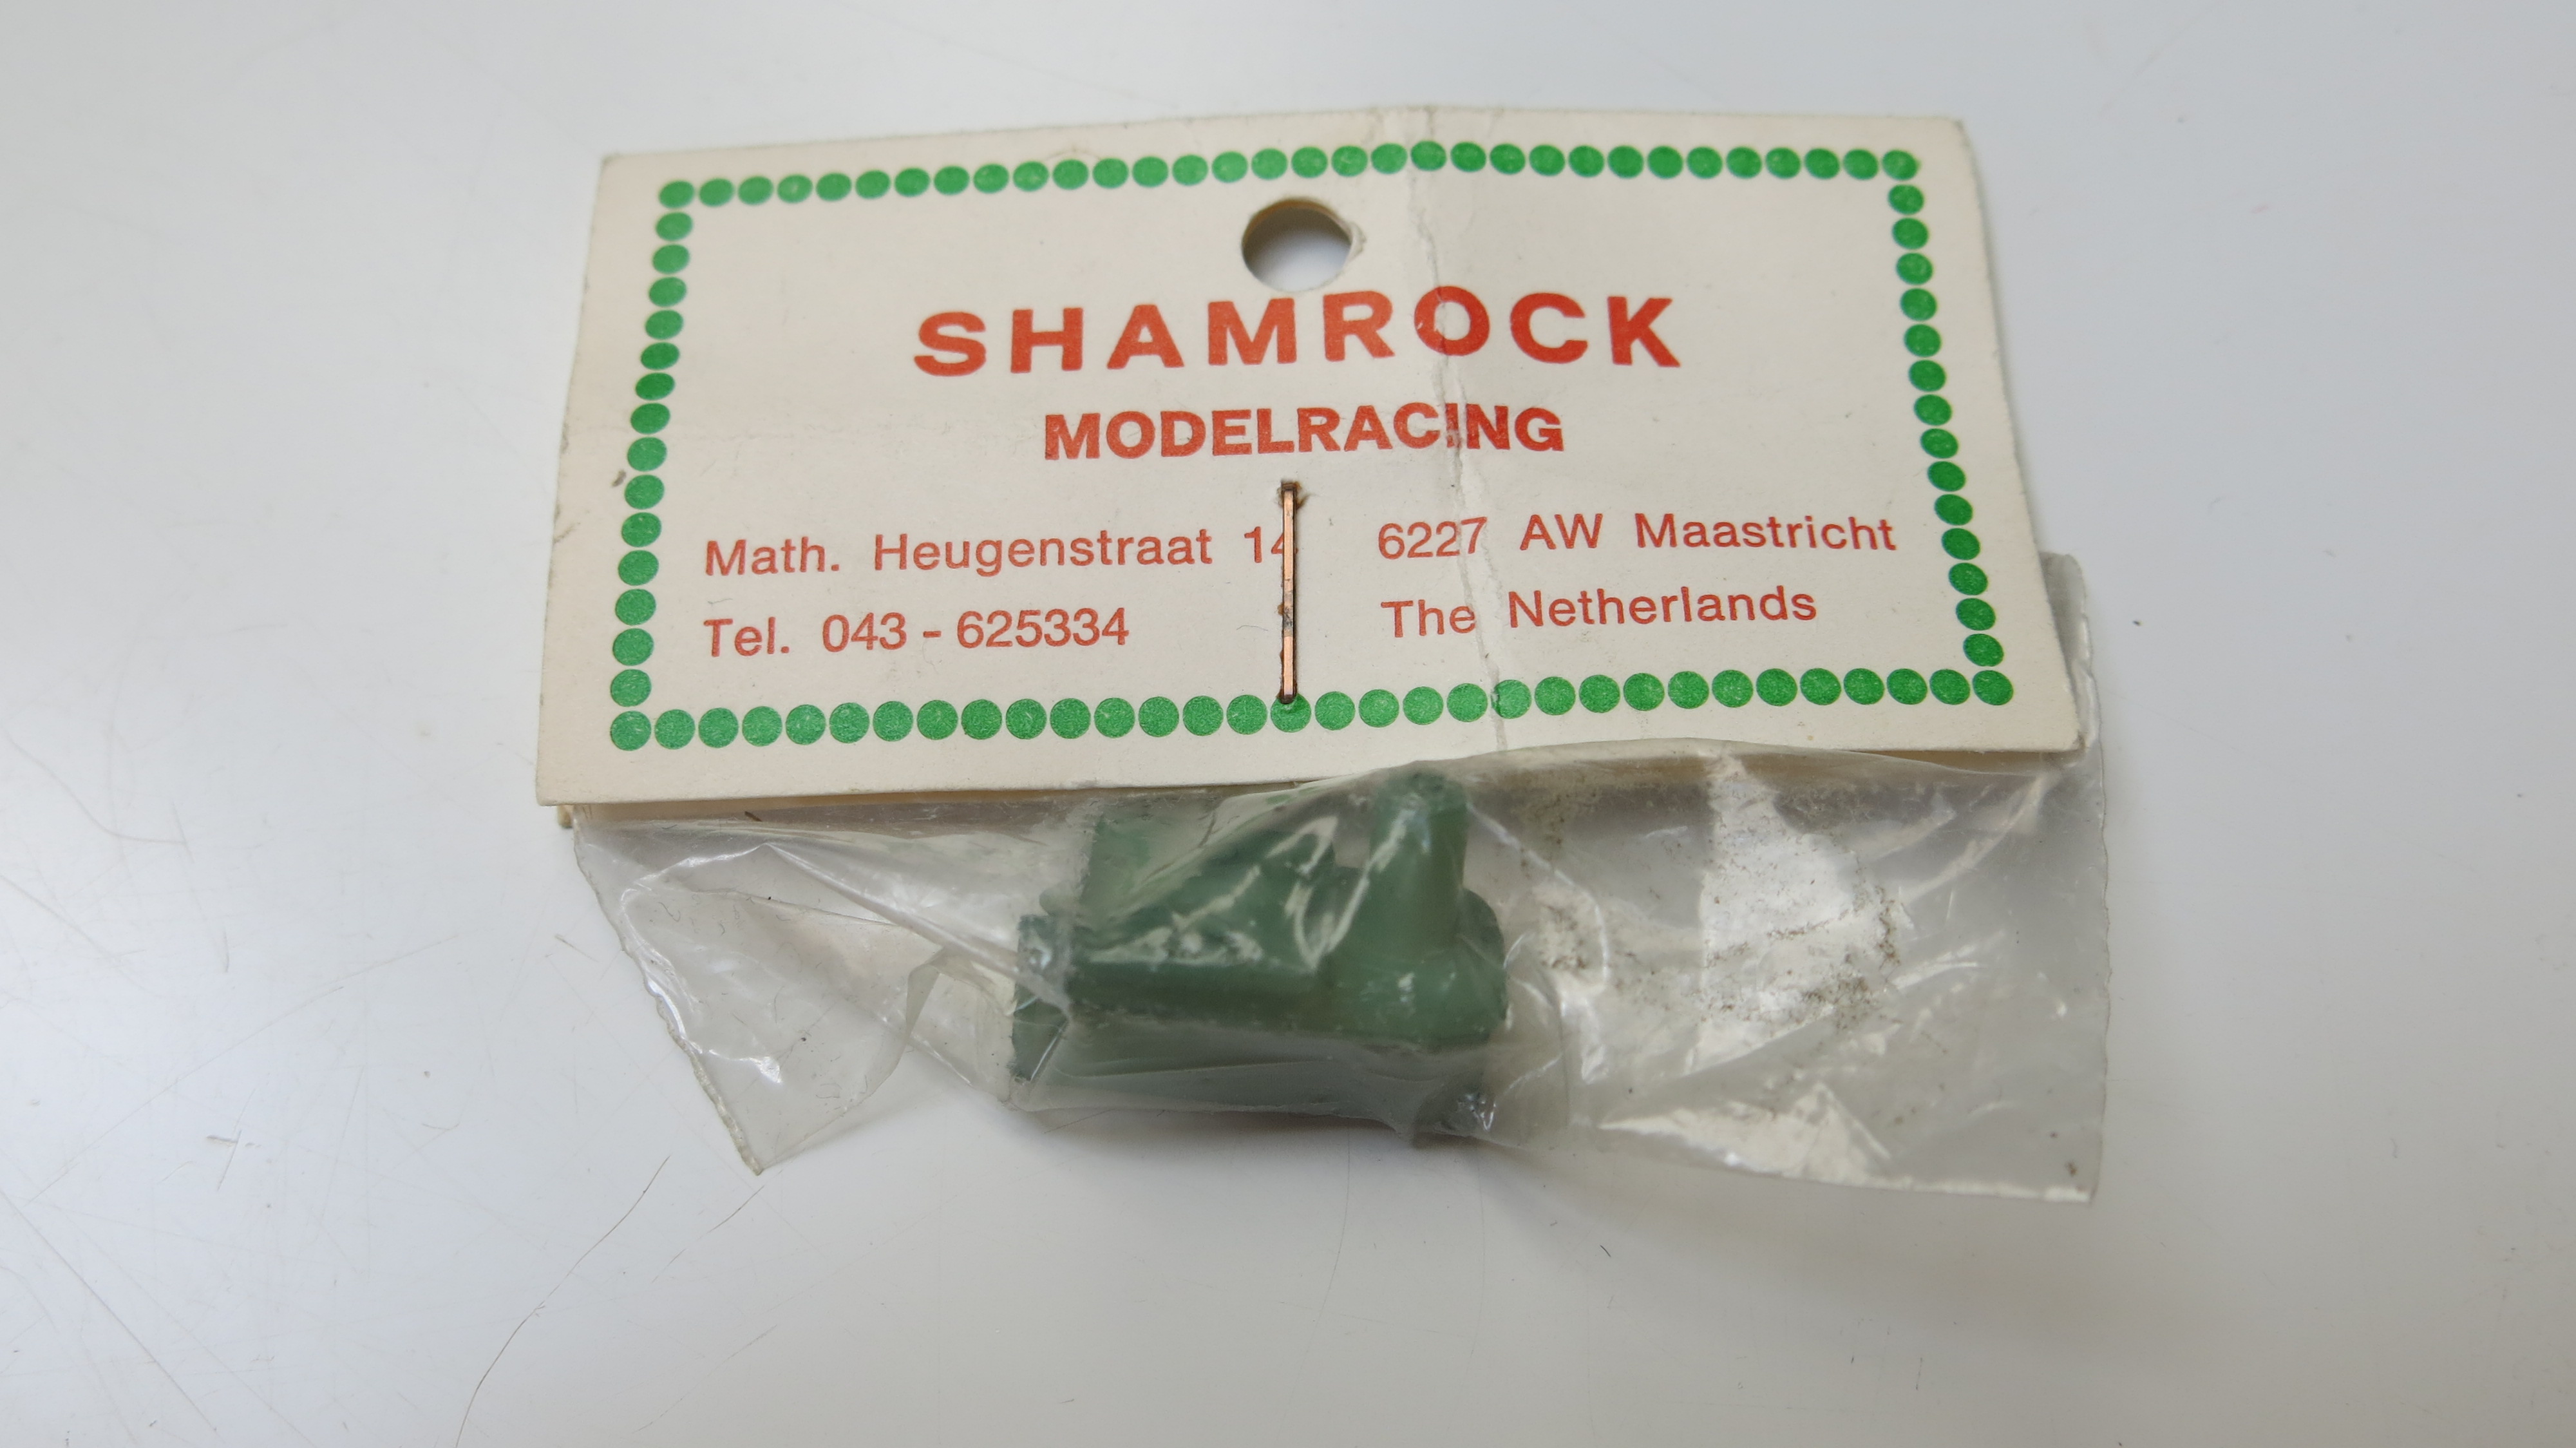 SHAMROCK
MODELRACING
Math. Heugenstraat 14 6227 AW Maastricht
Tel. 043 - 625334 The Netherlands